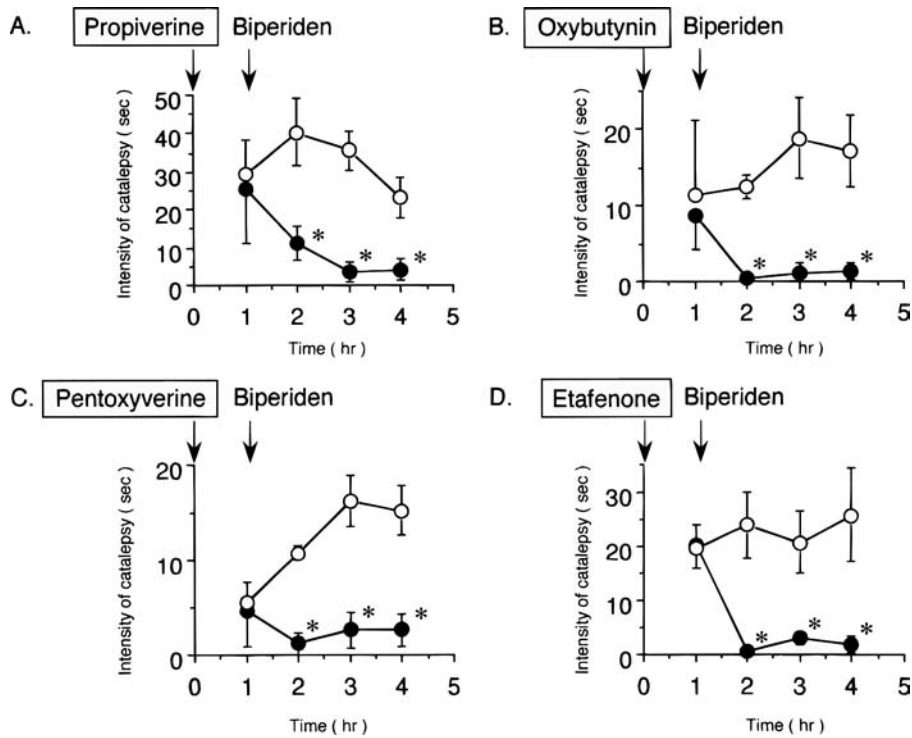 A. Propiverine Biperiden
Intensity of catalepsy ( sec )
50
40
30
20
10
0
0 1 2 3 4 5
* * *
Time ( hr )
B. Oxybutynin Biperiden
Intensity of catalepsy ( sec )
20
10
0
0 1 2 3 4 5
* * *
Time ( hr )
C. Pentoxyverine Biperiden
Intensity of catalepsy ( sec )
20
10
0
0 1 2 3 4 5
* * *
Time ( hr )
D. Etafenone Biperiden
Intensity of catalepsy ( sec )
30
20
10
0
0 1 2 3 4 5
* * *
Time ( hr )